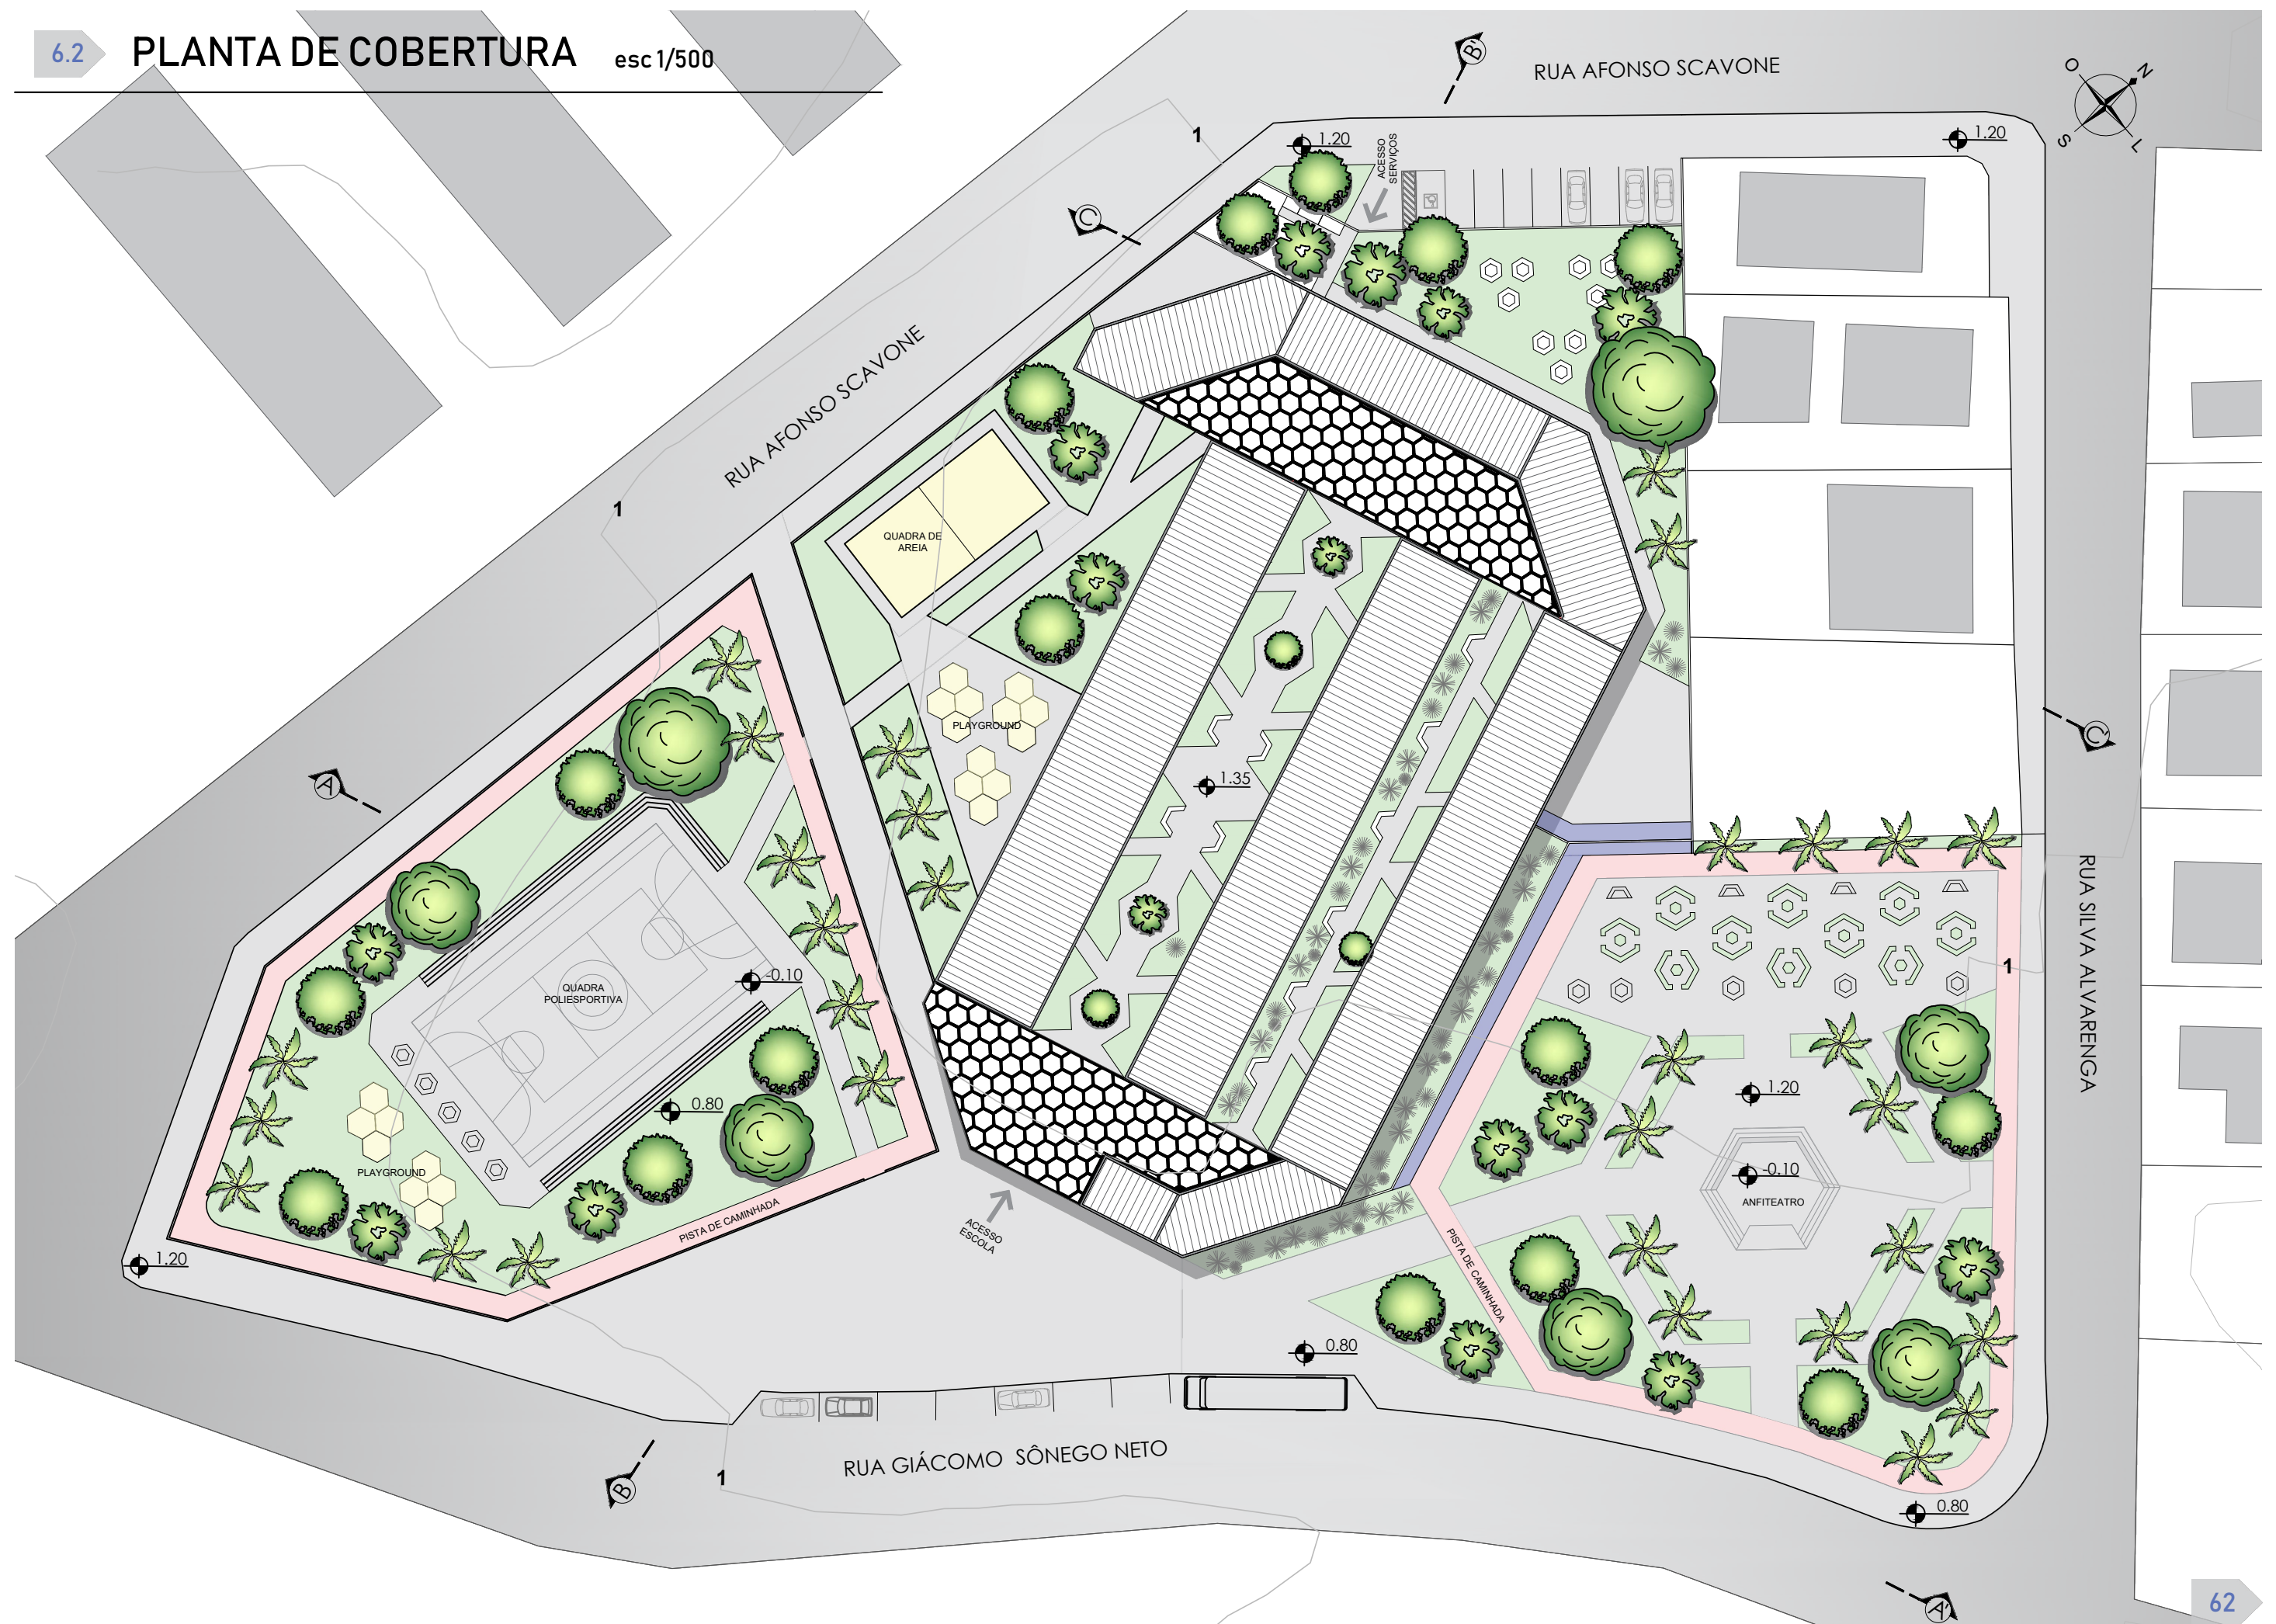 6.2 PLANTA DE COBERTURA esc 1/500
B'
RUA AFONSO SCAVONE
O
N
S
L
1
1.20
ACESSO
SERVIÇOS
1.20
C
RUA AFONSO SCAVONE
1
QUADRA DE
AREIA
PLAYGROUND
C'
A
1.35
RUA SILVA ALVARENGA
1
-0.10
QUADRA
POLIESPORTIVA
0.80
1.20
-0.10
ANFITEATRO
PLAYGROUND
PISTA DE CAMINHADA
ACESSO
ESCOLA
PISTA DE CAMINHADA
1.20
0.80
RUA GIÁCOMO SÔNEGO NETO
1
B
0.80
A'
62